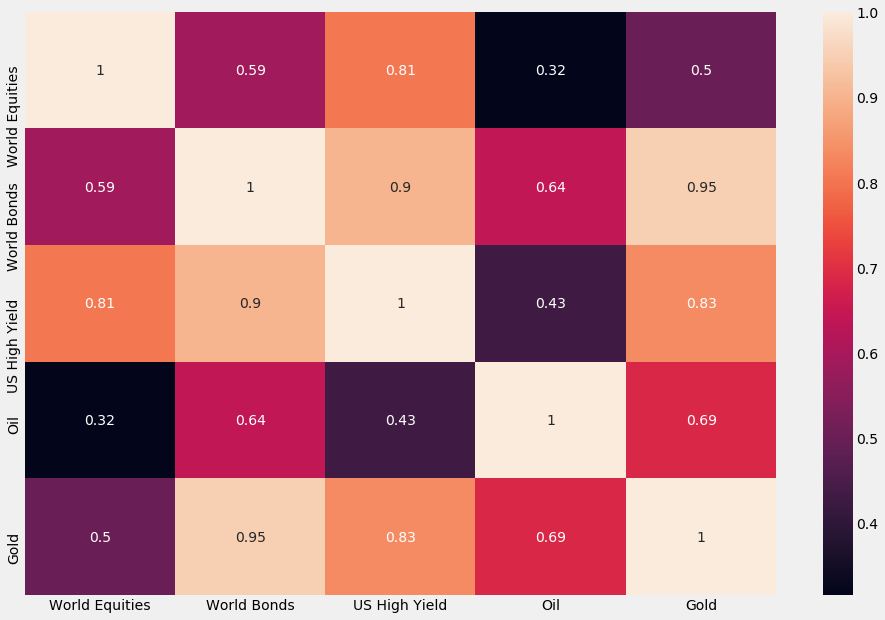 World Equities 1 0.59 0.81 0.32 0.5
World Bonds 0.59 1 0.9 0.64 0.95
US High Yield 0.81 0.9 1 0.43 0.83
Oil 0.32 0.64 0.43 1 0.69
Gold 0.5 0.95 0.83 0.69 1
World Equities World Bonds US High Yield Oil Gold
1.0
0.9
0.8
0.7
0.6
0.5
0.4